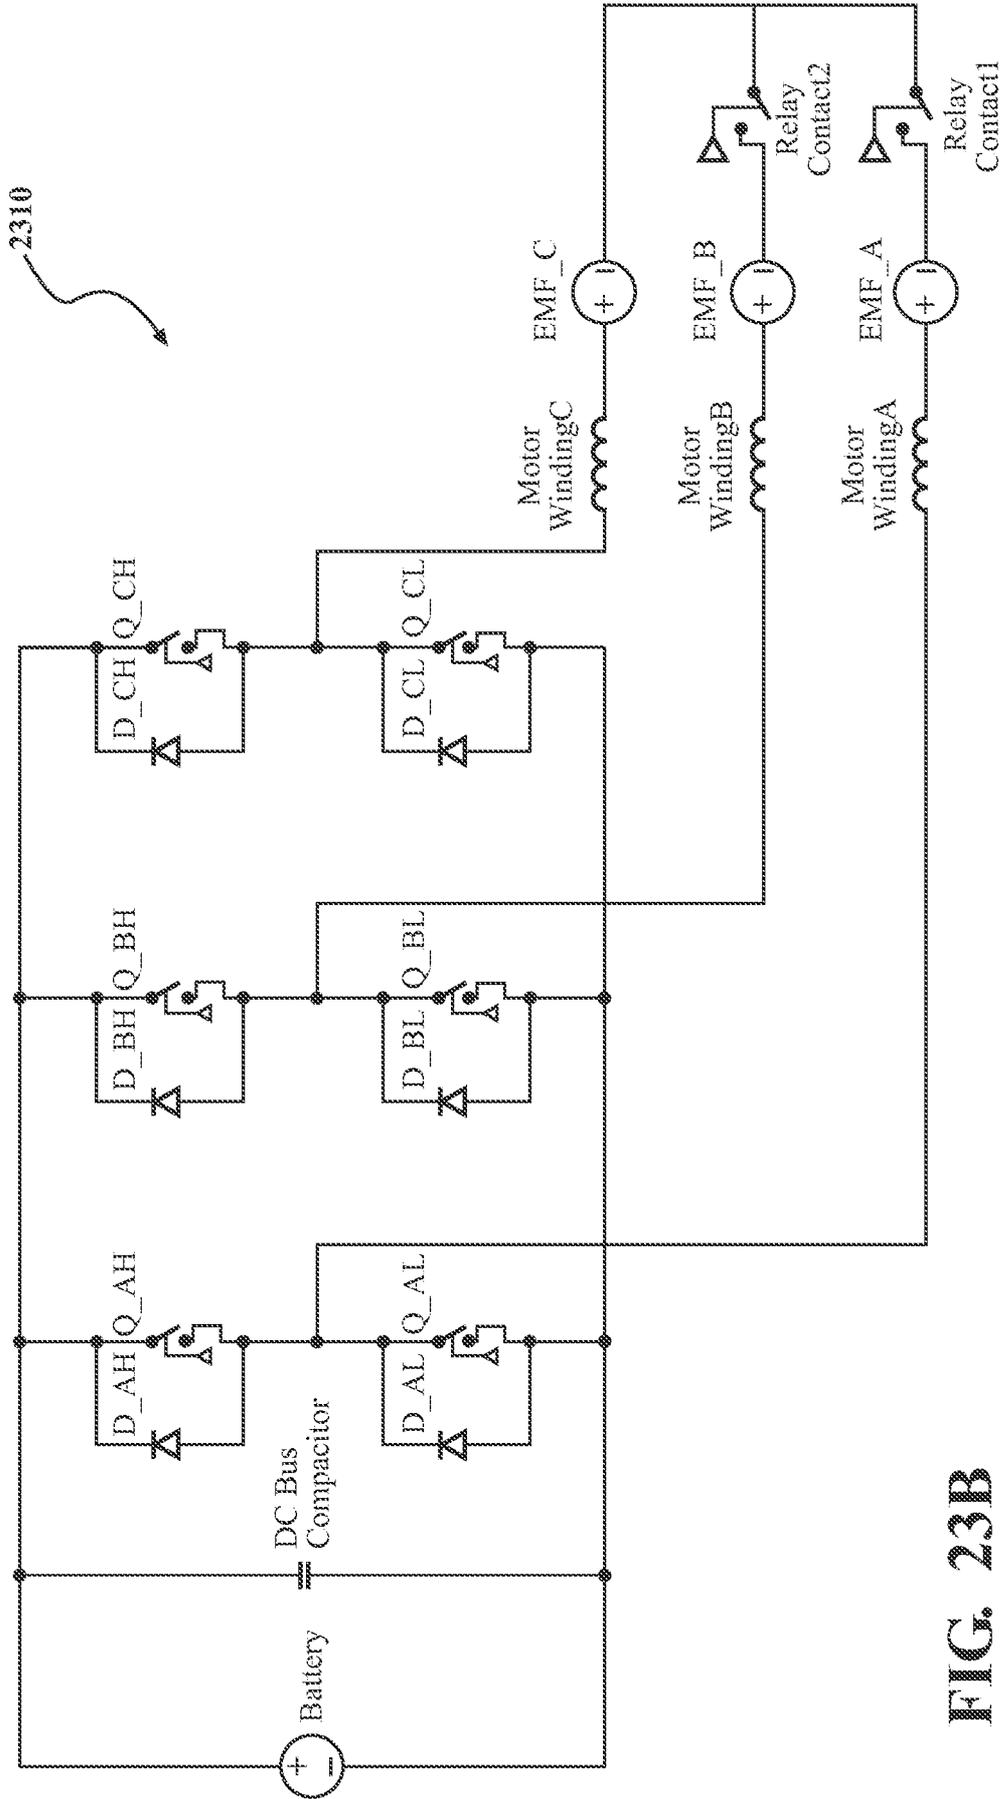 2310
Battery
DC Bus
Compacitor
D_AH
Q_AH
D_AL
Q_AL
D_BH
Q_BH
D_BL
Q_BL
D_CH
Q_CH
D_CL
Q_CL
Motor
WindingC
EMF_C
Motor
WindingB
EMF_B
Relay
Contact2
Motor
WindingA
EMF_A
Relay
Contact1
FIG. 23B